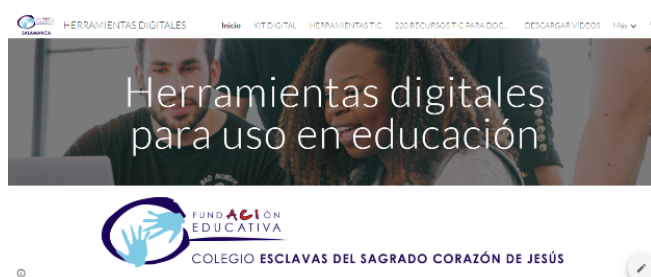 SALAMANCA
HERRAMIENTAS DIGITALES
Inicio
KIT DIGITAL
HERRAMIENTAS TIC
220 RECURSOS TIC PARA DOC...
DESCARGAR VÍDEOS
Más
Herramientas digitales
para uso en educación
FUNDACIÓN
EDUCATIVA
COLEGIO ESCLAVAS DEL SAGRADO CORAZÓN DE JESÚS